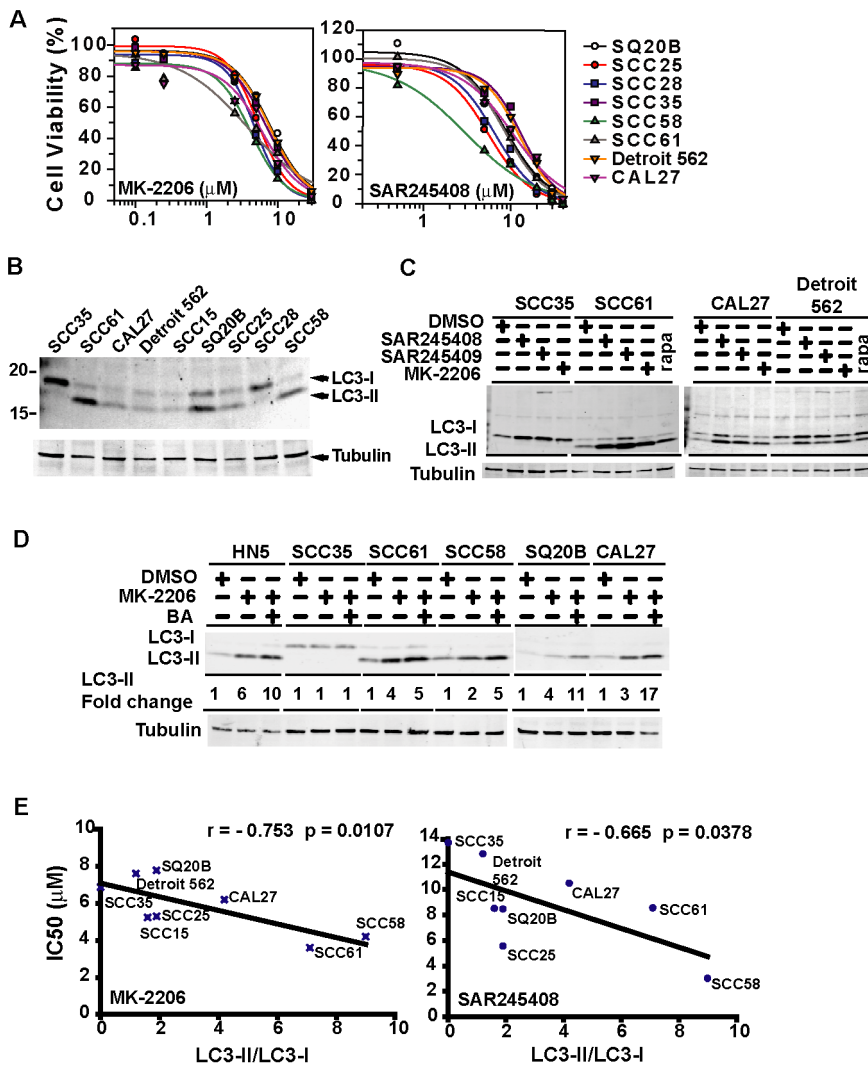 A
Cell Viability (%)
100
80
60
40
20
0
MK-2206 (μM)
0.1
1
10
120
100
80
60
40
20
0
SAR245408 (μM)
1
10
SQ20B
SCC25
SCC28
SCC35
SCC58
SCC61
Detroit 562
CAL27
B
SCC35
SCC61
CAL27
Detroit 562
SCC15
SQ20B
SCC25
SCC28
SCC58
20
15
LC3-I
LC3-II
Tubulin
C
SCC35 SCC61 CAL27 Detroit 562
DMSO + − − − + − − − + − − − + − − −
SAR245408 − + − − − + − − − + − − − + − −
SAR245409 − − + − − − + − − − + − − − + −
MK-2206 − − − + − − − + − − − + − − − +
rapa
rapa
LC3-I
LC3-II
Tubulin
D
HN5 SCC35 SCC61 SCC58 SQ20B CAL27
DMSO + − − + − − + − − + − − + − − + − −
MK-2206 − + + − + + − + + − + + − + + − + +
BA − − + − − + − − + − − + − − + − − +
LC3-I
LC3-II
LC3-II
Fold change 1 6 10 1 1 1 1 4 5 1 2 5 1 4 11 1 3 17
Tubulin
E
IC50 (μM)
10
8
6
4
2
0
r = - 0.753 p = 0.0107
SQ20B
Detroit 562
SCC35
SCC25
SCC15
CAL27
SCC58
SCC61
MK-2206
0 2 4 6 8 10
LC3-II/LC3-I
14
12
10
8
6
4
2
0
r = - 0.665 p = 0.0378
SCC35
Detroit
562
SCC15
SQ20B
SCC25
CAL27
SCC61
SCC58
SAR245408
0 2 4 6 8 10
LC3-II/LC3-I